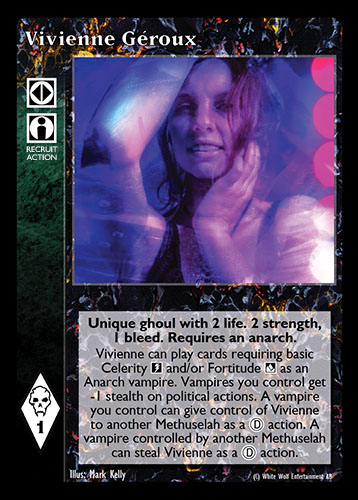 Vivienne Géroux
RECRUIT
ACTION
Unique ghoul with 2 life. 2 strength,
1 bleed. Requires an anarch.
Vivienne can play cards requiring basic
Celerity and/or Fortitude as an
Anarch vampire. Vampires you control get
-1 stealth on political actions. A vampire
you control can give control of Vivienne
to another Methuselah as a Ⓓ action. A
vampire controlled by another Methuselah
can steal Vivienne as a Ⓓ action.
1
Illus: Mark Kelly
(C) White Wolf Entertainment AB